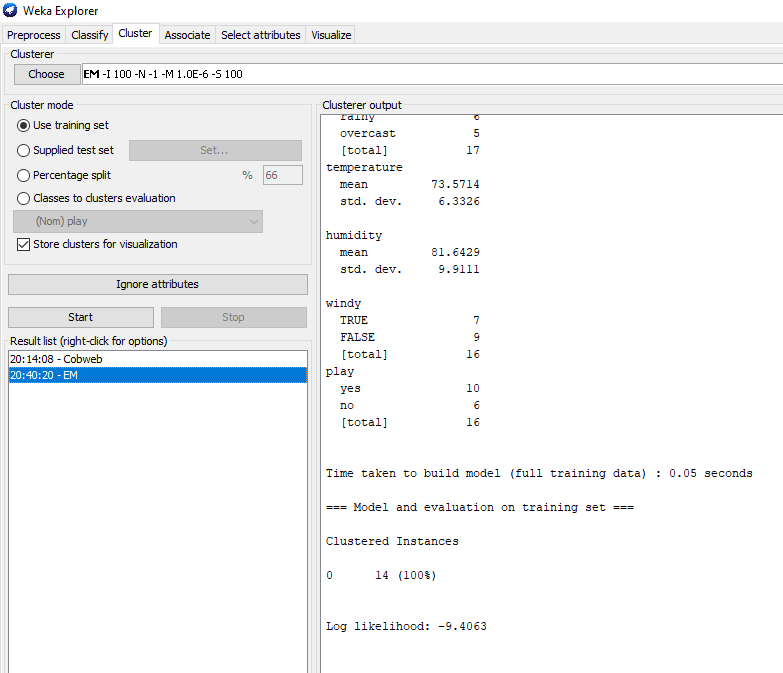 Weka Explorer
Preprocess Classify Cluster Associate Select attributes Visualize
Clusterer
Choose EM -I 100 -N -1 -M 1.0E-6 -S 100
Cluster mode
Use training set
Supplied test set Set...
Percentage split % 66
Classes to clusters evaluation
(Nom) play
Store clusters for visualization
Ignore attributes
Start Stop
Result list (right-click for options)
20:14:08 - Cobweb
20:40:20 - EM
Clusterer output
rainy 6
overcast 5
[total] 17
temperature
mean 73.5714
std. dev. 6.3326
humidity
mean 81.6429
std. dev. 9.9111
windy
TRUE 7
FALSE 9
[total] 16
play
yes 10
no 6
[total] 16
Time taken to build model (full training data) : 0.05 seconds
=== Model and evaluation on training set ===
Clustered Instances
0 14 (100%)
Log likelihood: -9.4063